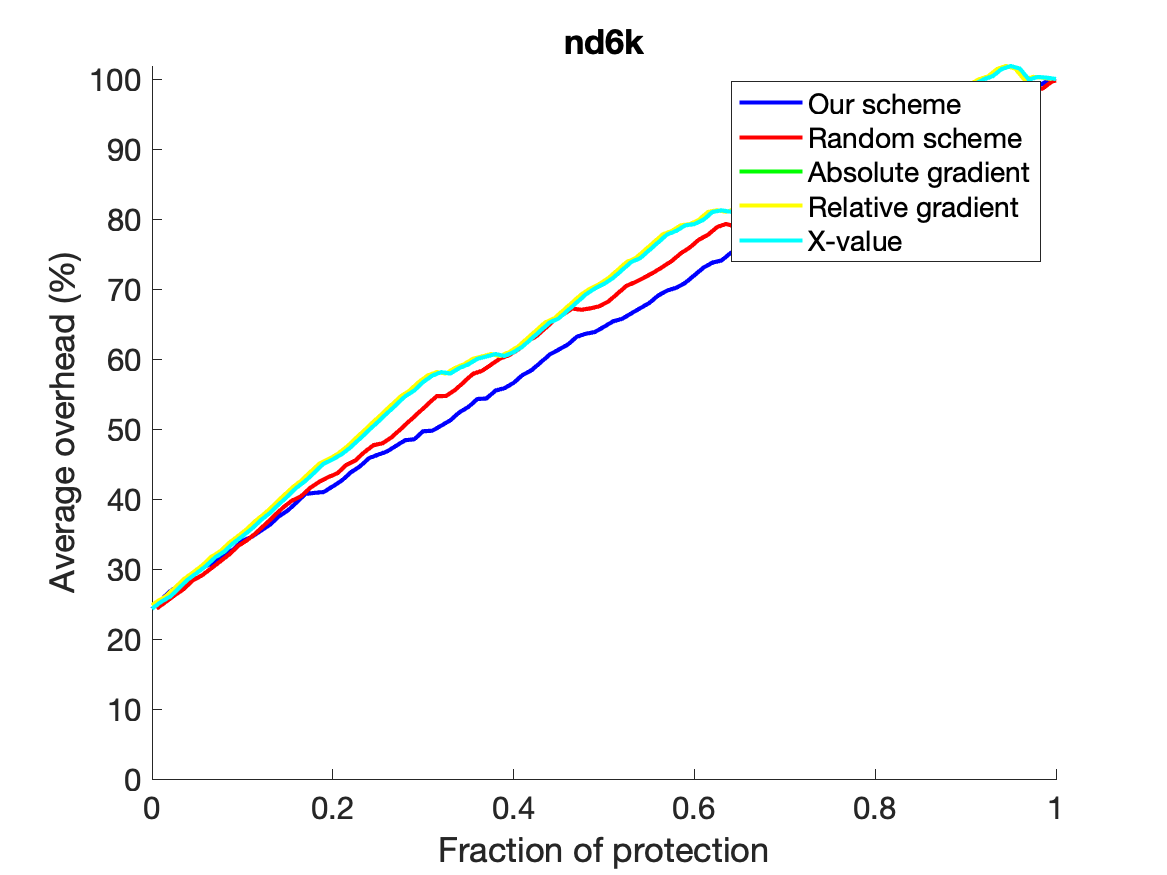 nd6k
100
90
80
70
60
50
40
30
20
10
0
Average overhead (%)
Our scheme
Random scheme
Absolute gradient
Relative gradient
X-value
0
0.2
0.4
0.6
0.8
1
Fraction of protection